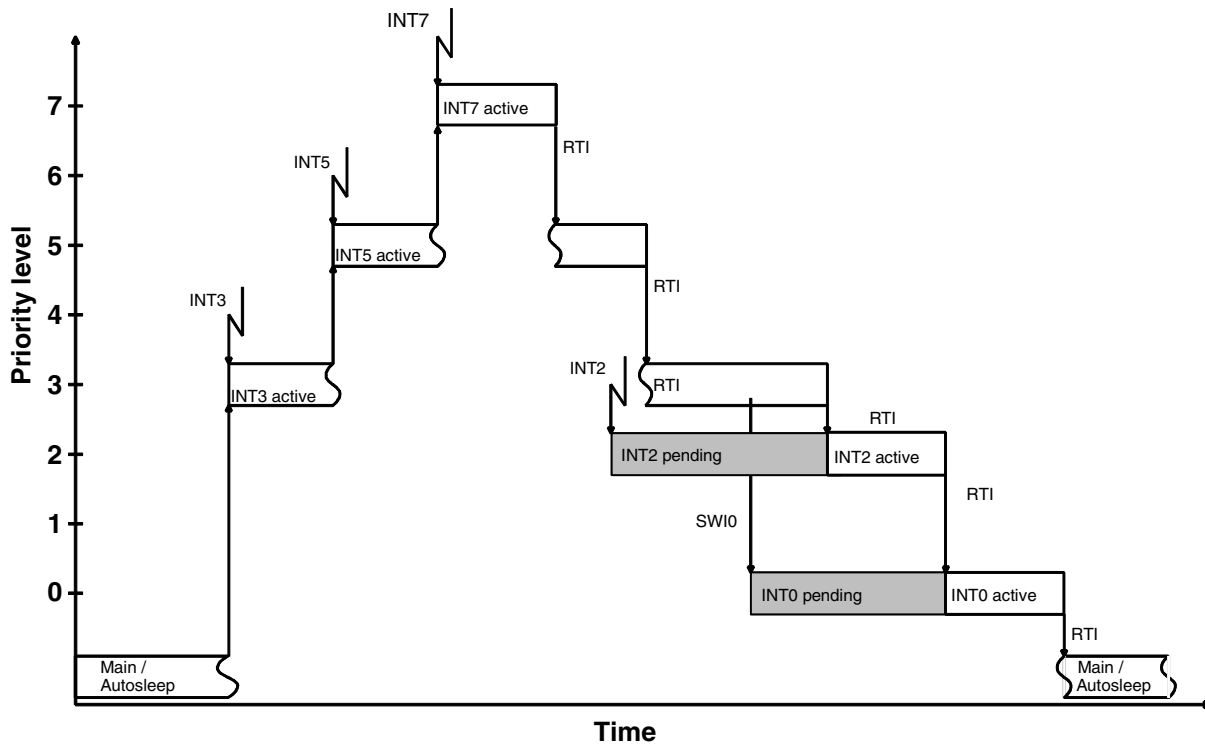 INT7
7
INT7 active
RTI
INT5
6
5
INT5 active
RTI
INT3
4
INT2
3
INT3 active
RTI
RTI
2
INT2 pending
INT2 active
RTI
1
SWI0
0
INT0 pending
INT0 active
RTI
Main /
Autosleep
Main /
Autosleep
Priority level
Time